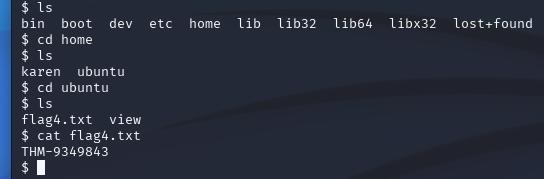 $ ls
bin  boot  dev  etc  home  lib  lib32  lib64  libx32  lost+found
$ cd home
$ ls
karen  ubuntu
$ cd ubuntu
$ ls
flag4.txt  view
$ cat flag4.txt
THM-9349843
$